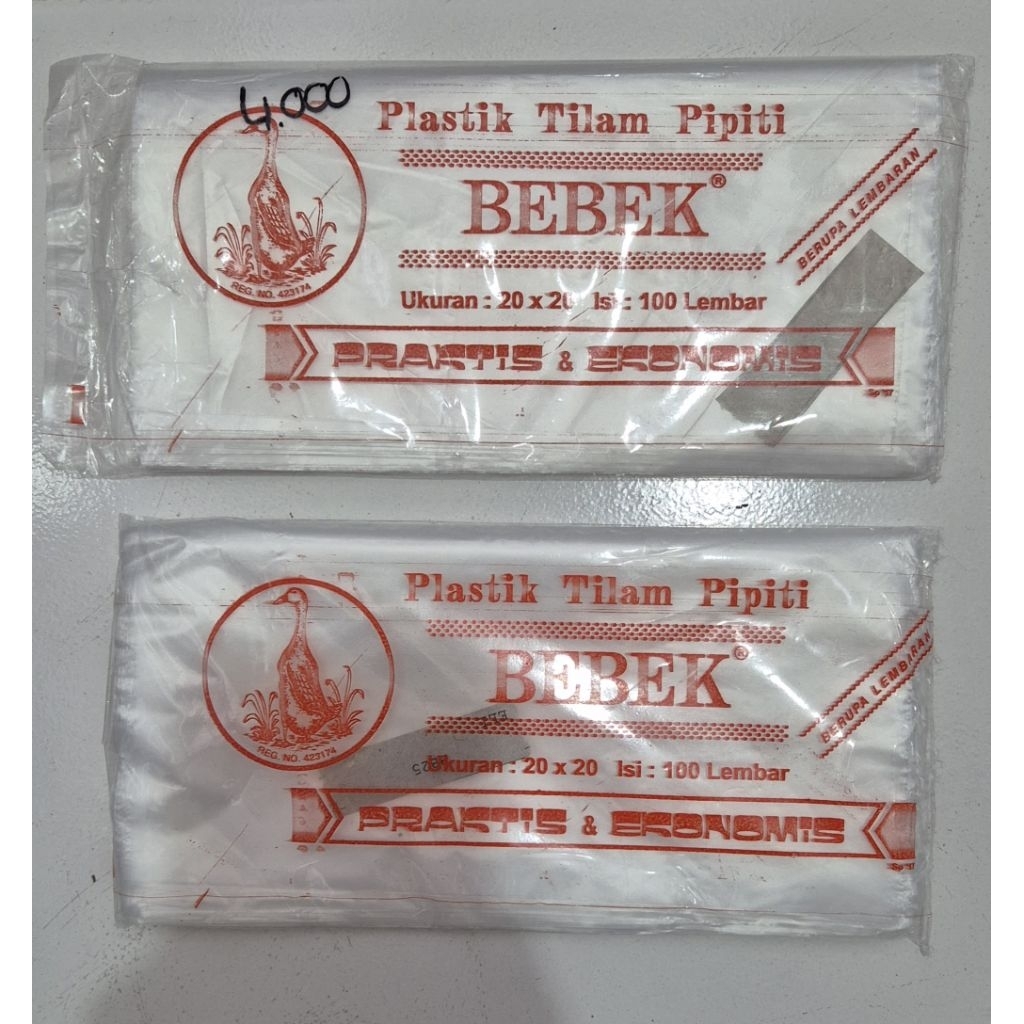 4.000
Plastik Tilam Pipiti
BEBEK®
REG. NO. 423174
BERUPA LEMBARAN
Ukuran : 20 x 20 Isi : 100 Lembar
PRAKTIS & EKONOMIS
Plastik Tilam Pipiti
BEBEK®
REG. NO. 423174
BERUPA LEMBARAN
Ukuran : 20 x 20 Isi : 100 Lembar
PRAKTIS & EKONOMIS